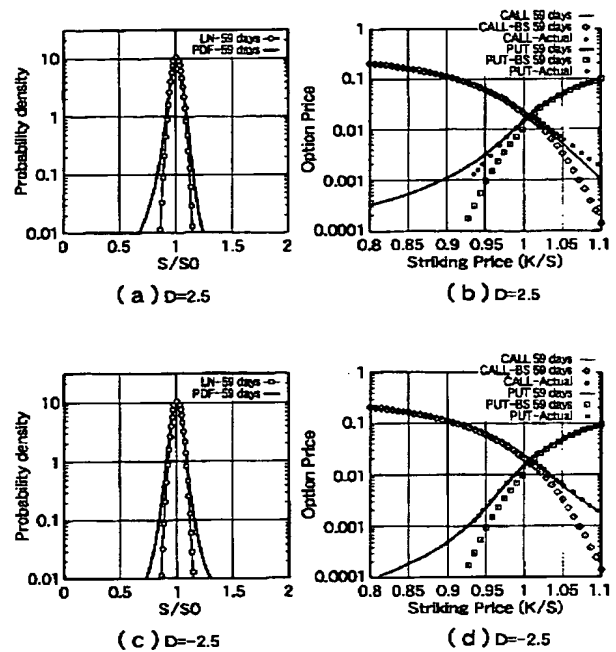 LN-59 days
PDF-59 days
Probability density
10
1
0.1
0.01
0
0.5
1
1.5
2
S/S0
(a) D=2.5
CALL 59 days
CALL-BS 59 days
CALL-Actual
PUT 59 days
PUT-BS 59 days
PUT-Actual
Option Price
1
0.1
0.01
0.001
0.0001
0.8 0.85 0.9 0.95 1 1.05 1.1
Striking Price (K/S)
(b) D=2.5
LN-59 days
PDF-59 days
Probability density
10
1
0.1
0.01
0
0.5
1
1.5
2
S/S0
(c) D=-2.5
CALL 59 days
CALL-BS 59 days
CALL-Actual
PUT 59 days
PUT-BS 59 days
PUT-Actual
Option Price
1
0.1
0.01
0.001
0.0001
0.8 0.85 0.9 0.95 1 1.05 1.1
Striking Price (K/S)
(d) D=-2.5